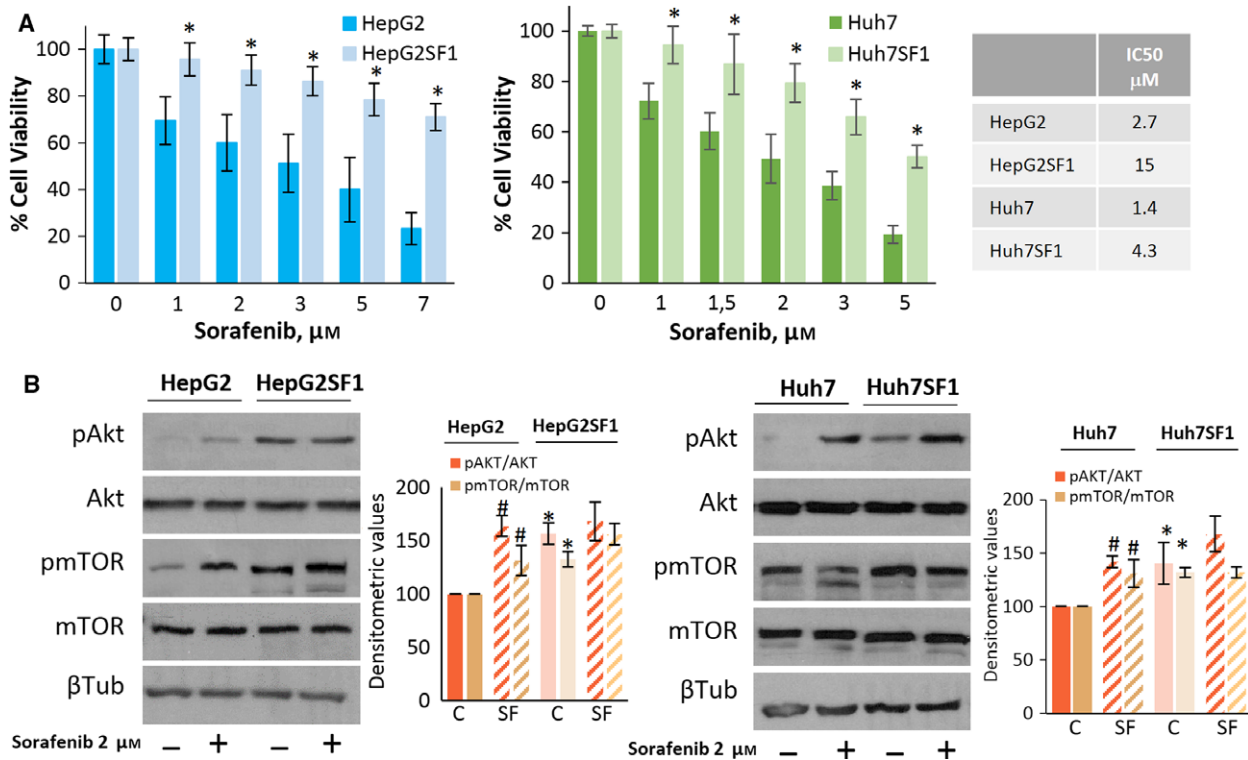 A
% Cell Viability
100
80
60
40
20
0
HepG2
HepG2SF1
* * * * *
0 1 2 3 5 7
Sorafenib, μM
% Cell Viability
100
80
60
40
20
0
Huh7
Huh7SF1
* * * * *
0 1 1,5 2 3 5
Sorafenib, μM
IC50
μM
HepG2 2.7
HepG2SF1 15
Huh7 1.4
Huh7SF1 4.3
B
HepG2 HepG2SF1
pAkt
Akt
pmTOR
mTOR
βTub
Sorafenib 2 μM − + − +
HepG2 HepG2SF1
pAKT/AKT
pmTOR/mTOR
Densitometric values
200
150
100
50
0
# # * *
C SF C SF
Huh7 Huh7SF1
pAkt
Akt
pmTOR
mTOR
βTub
Sorafenib 2 μM − + − +
Huh7 Huh7SF1
pAKT/AKT
pmTOR/mTOR
Densitometric values
200
150
100
50
0
# # * *
C SF C SF